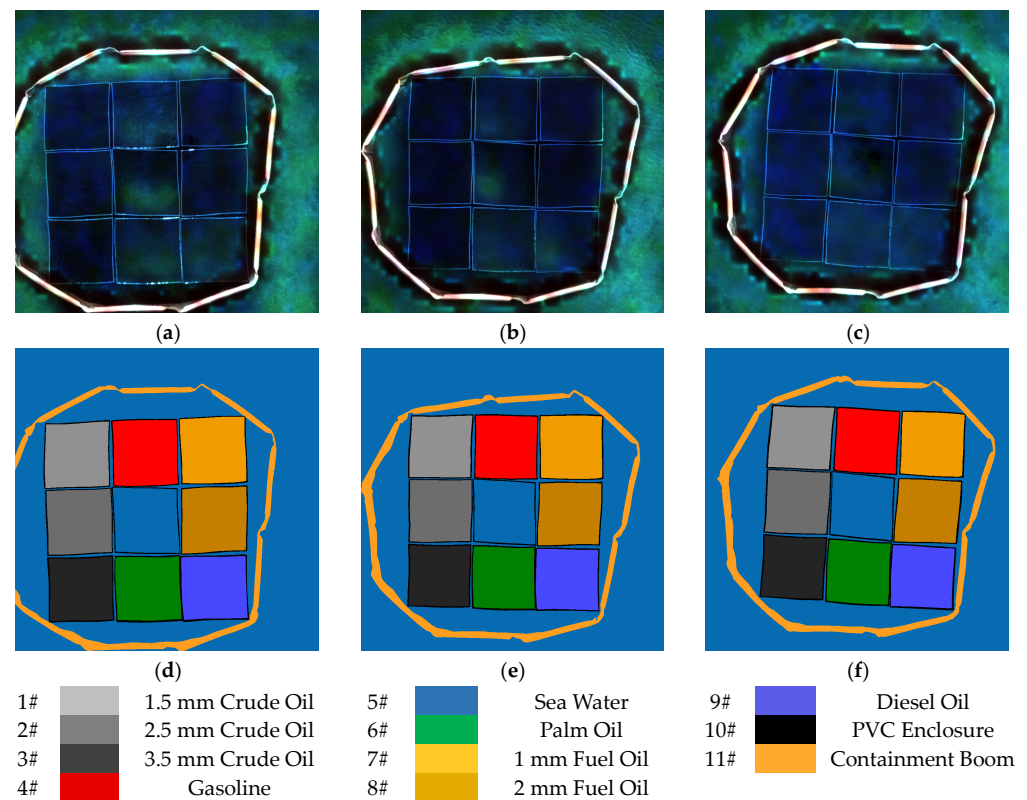 (a) (b) (c)
(d) (e) (f)
1# 1.5 mm Crude Oil 5# Sea Water 9# Diesel Oil
2# 2.5 mm Crude Oil 6# Palm Oil 10# PVC Enclosure
3# 3.5 mm Crude Oil 7# 1 mm Fuel Oil 11# Containment Boom
4# Gasoline 8# 2 mm Fuel Oil